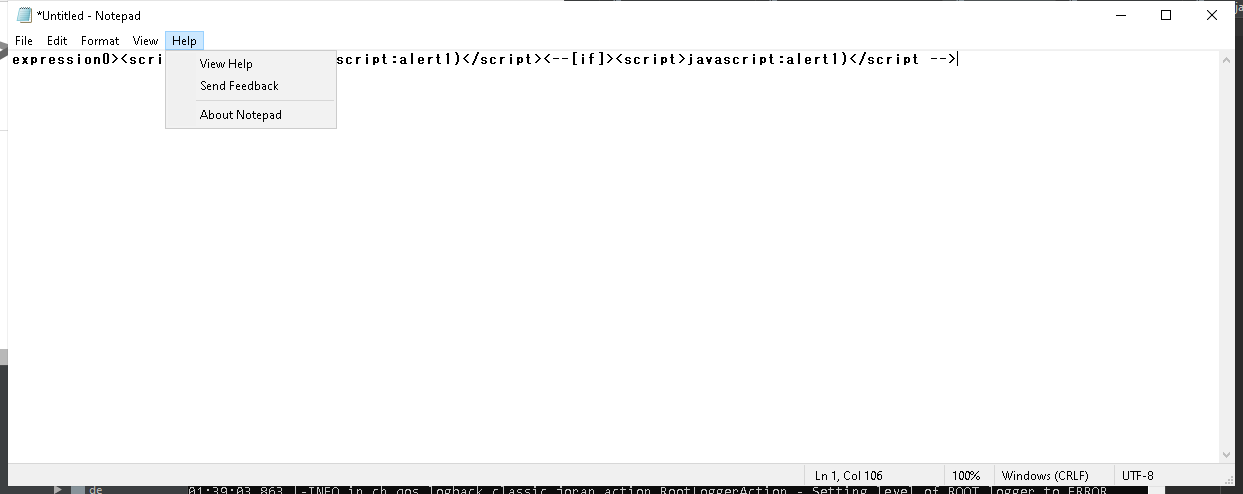 *Untitled - Notepad
File Edit Format View Help
expression()><scri script:alert1)</script><--[if]><script>javascript:alert1)</script -->
View Help
Send Feedback
About Notepad
Ln 1, Col 106 100% Windows (CRLF) UTF-8
de 01:39:03,863 |-INFO in ch.qos.logback.classic.joran.action.RootLoggerAction - Setting level of ROOT logger to ERROR